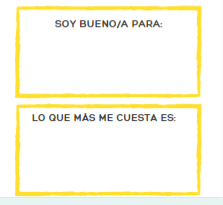 SOY BUENO/A PARA:
LO QUE MÁS ME CUESTA ES: